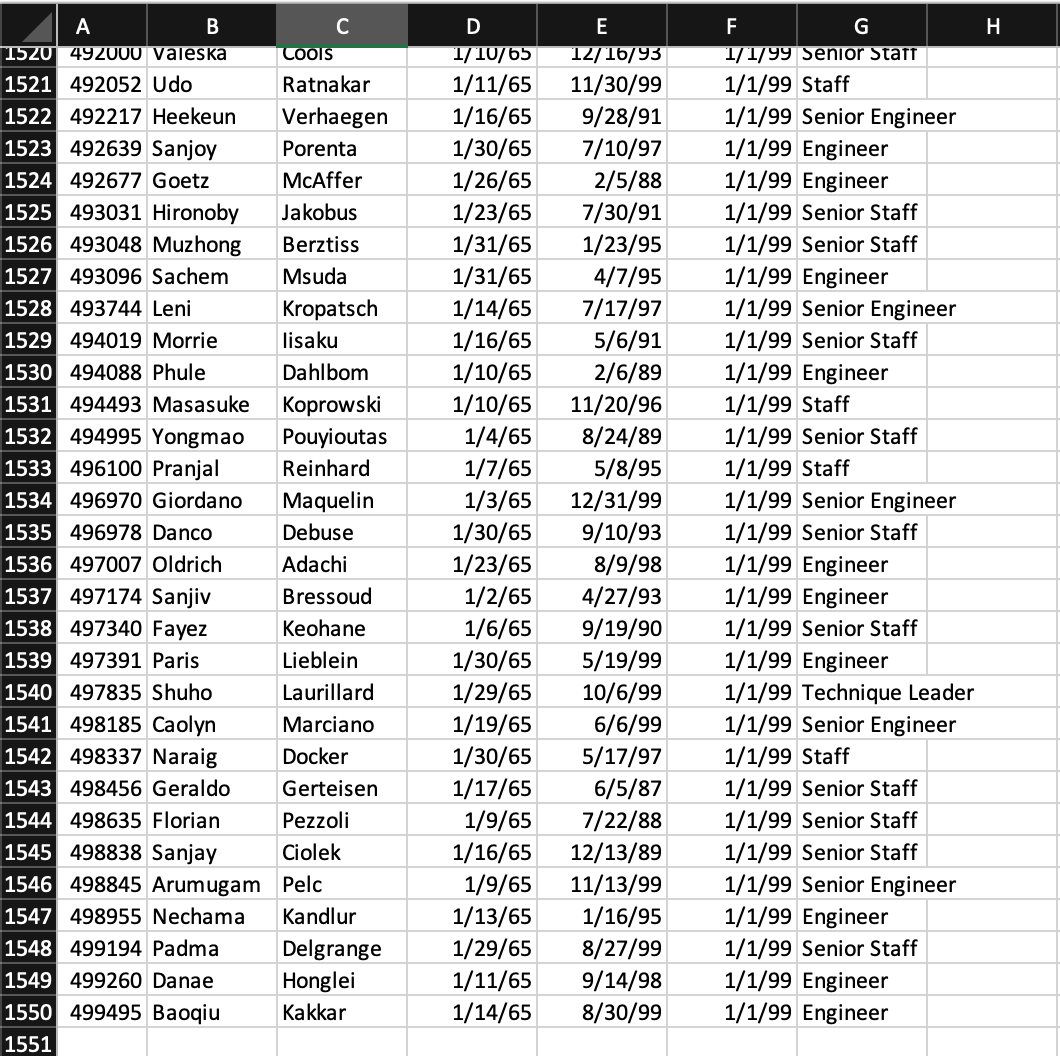 A B C D E F G H
1520 492000 Valeska Cools 1/10/65 12/16/93 1/1/99 Senior Staff
1521 492052 Udo Ratnakar 1/11/65 11/30/99 1/1/99 Staff
1522 492217 Heekeun Verhaegen 1/16/65 9/28/91 1/1/99 Senior Engineer
1523 492639 Sanjoy Porenta 1/30/65 7/10/97 1/1/99 Engineer
1524 492677 Goetz McAffer 1/26/65 2/5/88 1/1/99 Engineer
1525 493031 Hironoby Jakobus 1/23/65 7/30/91 1/1/99 Senior Staff
1526 493048 Muzhong Berztiss 1/31/65 1/23/95 1/1/99 Senior Staff
1527 493096 Sachem Msuda 1/31/65 4/7/95 1/1/99 Engineer
1528 493744 Leni Kropatsch 1/14/65 7/17/97 1/1/99 Senior Engineer
1529 494019 Morrie Iisaku 1/16/65 5/6/91 1/1/99 Senior Staff
1530 494088 Phule Dahlbom 1/10/65 2/6/89 1/1/99 Engineer
1531 494493 Masasuke Koprowski 1/10/65 11/20/96 1/1/99 Staff
1532 494995 Yongmao Pouyioutas 1/4/65 8/24/89 1/1/99 Senior Staff
1533 496100 Pranjal Reinhard 1/7/65 5/8/95 1/1/99 Staff
1534 496970 Giordano Maquelin 1/3/65 12/31/99 1/1/99 Senior Engineer
1535 496978 Danco Debuse 1/30/65 9/10/93 1/1/99 Senior Staff
1536 497007 Oldrich Adachi 1/23/65 8/9/98 1/1/99 Engineer
1537 497174 Sanjiv Bressoud 1/2/65 4/27/93 1/1/99 Engineer
1538 497340 Fayez Keohane 1/6/65 9/19/90 1/1/99 Senior Staff
1539 497391 Paris Lieblein 1/30/65 5/19/99 1/1/99 Engineer
1540 497835 Shuho Laurillard 1/29/65 10/6/99 1/1/99 Technique Leader
1541 498185 Caolyn Marciano 1/19/65 6/6/99 1/1/99 Senior Engineer
1542 498337 Naraig Docker 1/30/65 5/17/97 1/1/99 Staff
1543 498456 Geraldo Gerteisen 1/17/65 6/5/87 1/1/99 Senior Staff
1544 498635 Florian Pezzoli 1/9/65 7/22/88 1/1/99 Senior Staff
1545 498838 Sanjay Ciolek 1/16/65 12/13/89 1/1/99 Senior Staff
1546 498845 Arumugam Pelc 1/9/65 11/13/99 1/1/99 Senior Engineer
1547 498955 Nechama Kandlur 1/13/65 1/16/95 1/1/99 Engineer
1548 499194 Padma Delgrange 1/29/65 8/27/99 1/1/99 Senior Staff
1549 499260 Danae Honglei 1/11/65 9/14/98 1/1/99 Engineer
1550 499495 Baoqiu Kakkar 1/14/65 8/30/99 1/1/99 Engineer
1551